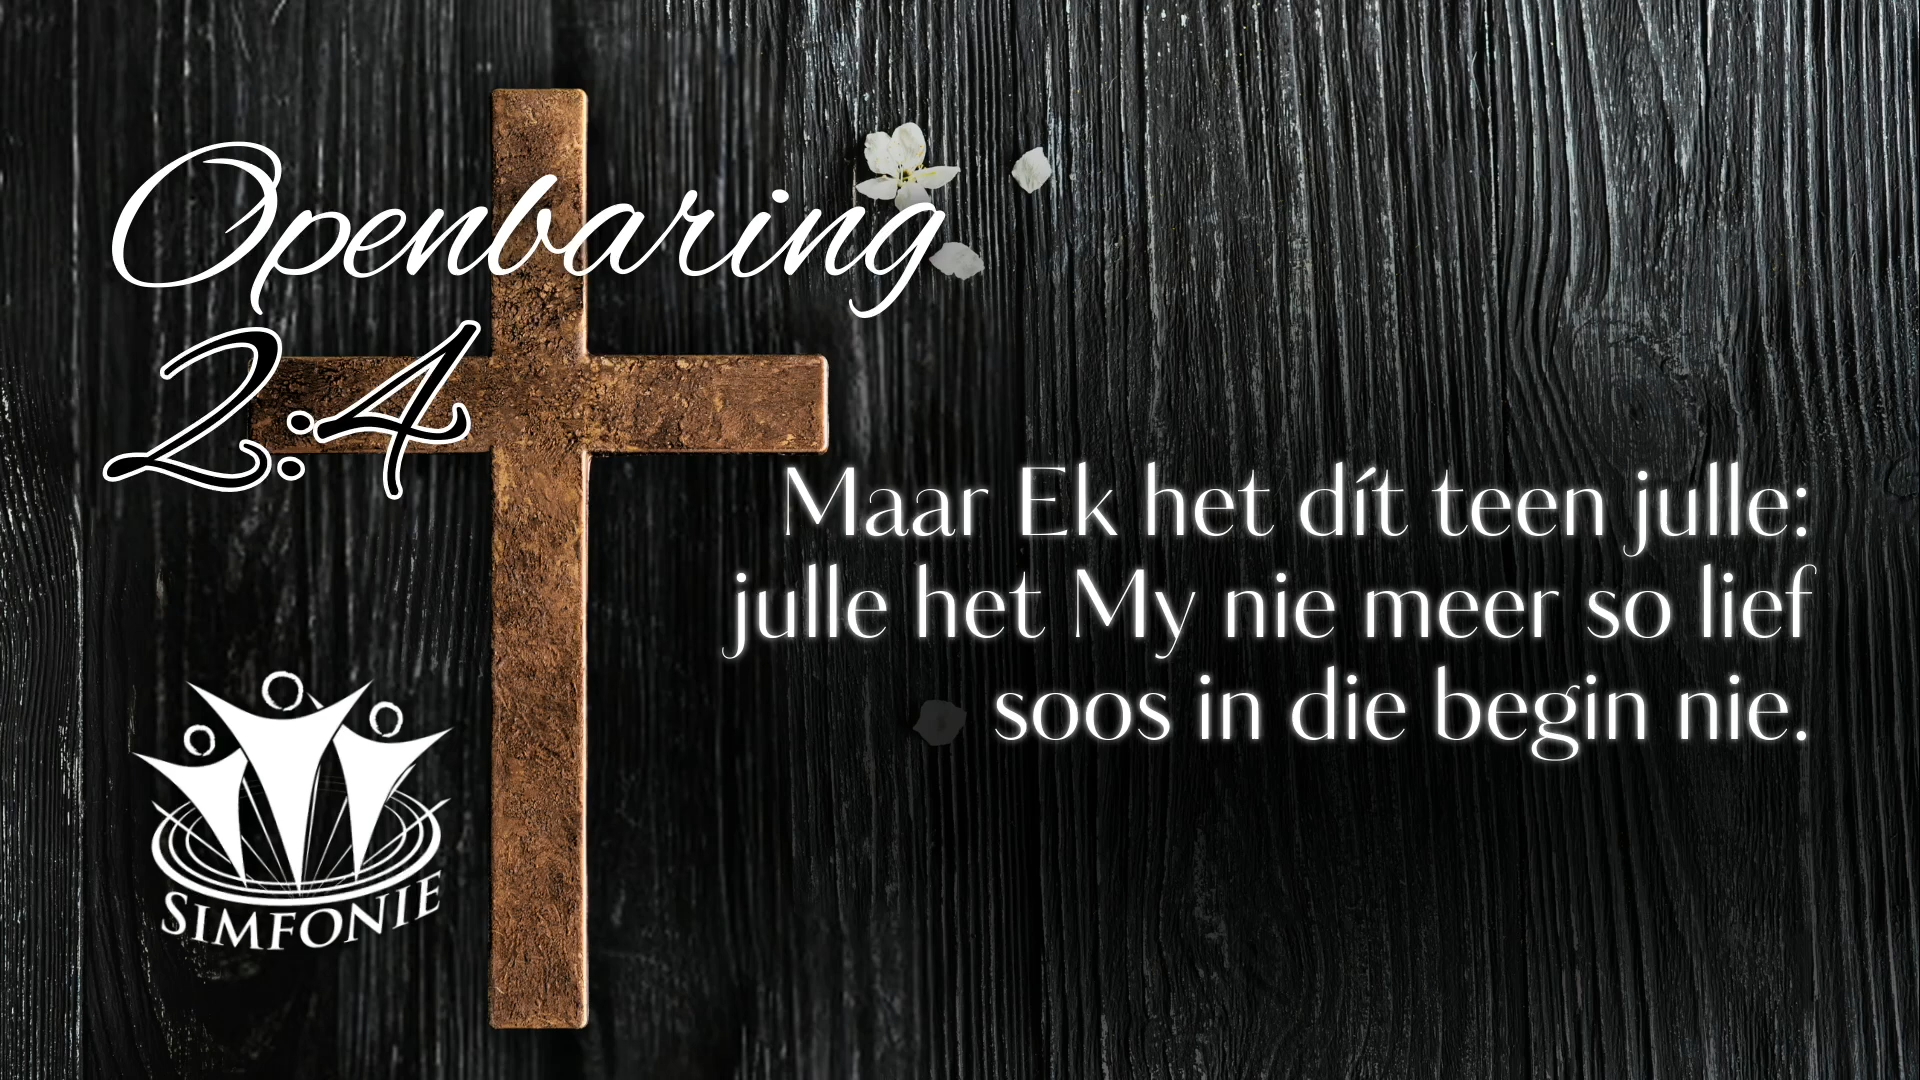 Openbaring
2:4
Maar Ek het dít teen julle:
julle het My nie meer so lief
soos in die begin nie.
SIMFONIE